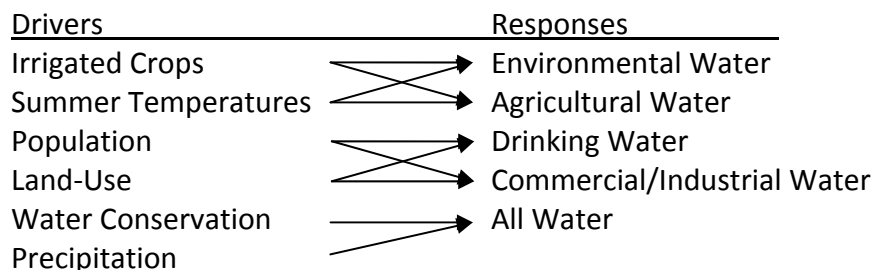 Drivers Responses
Irrigated Crops Environmental Water
Summer Temperatures Agricultural Water
Population Drinking Water
Land-Use Commercial/Industrial Water
Water Conservation All Water
Precipitation